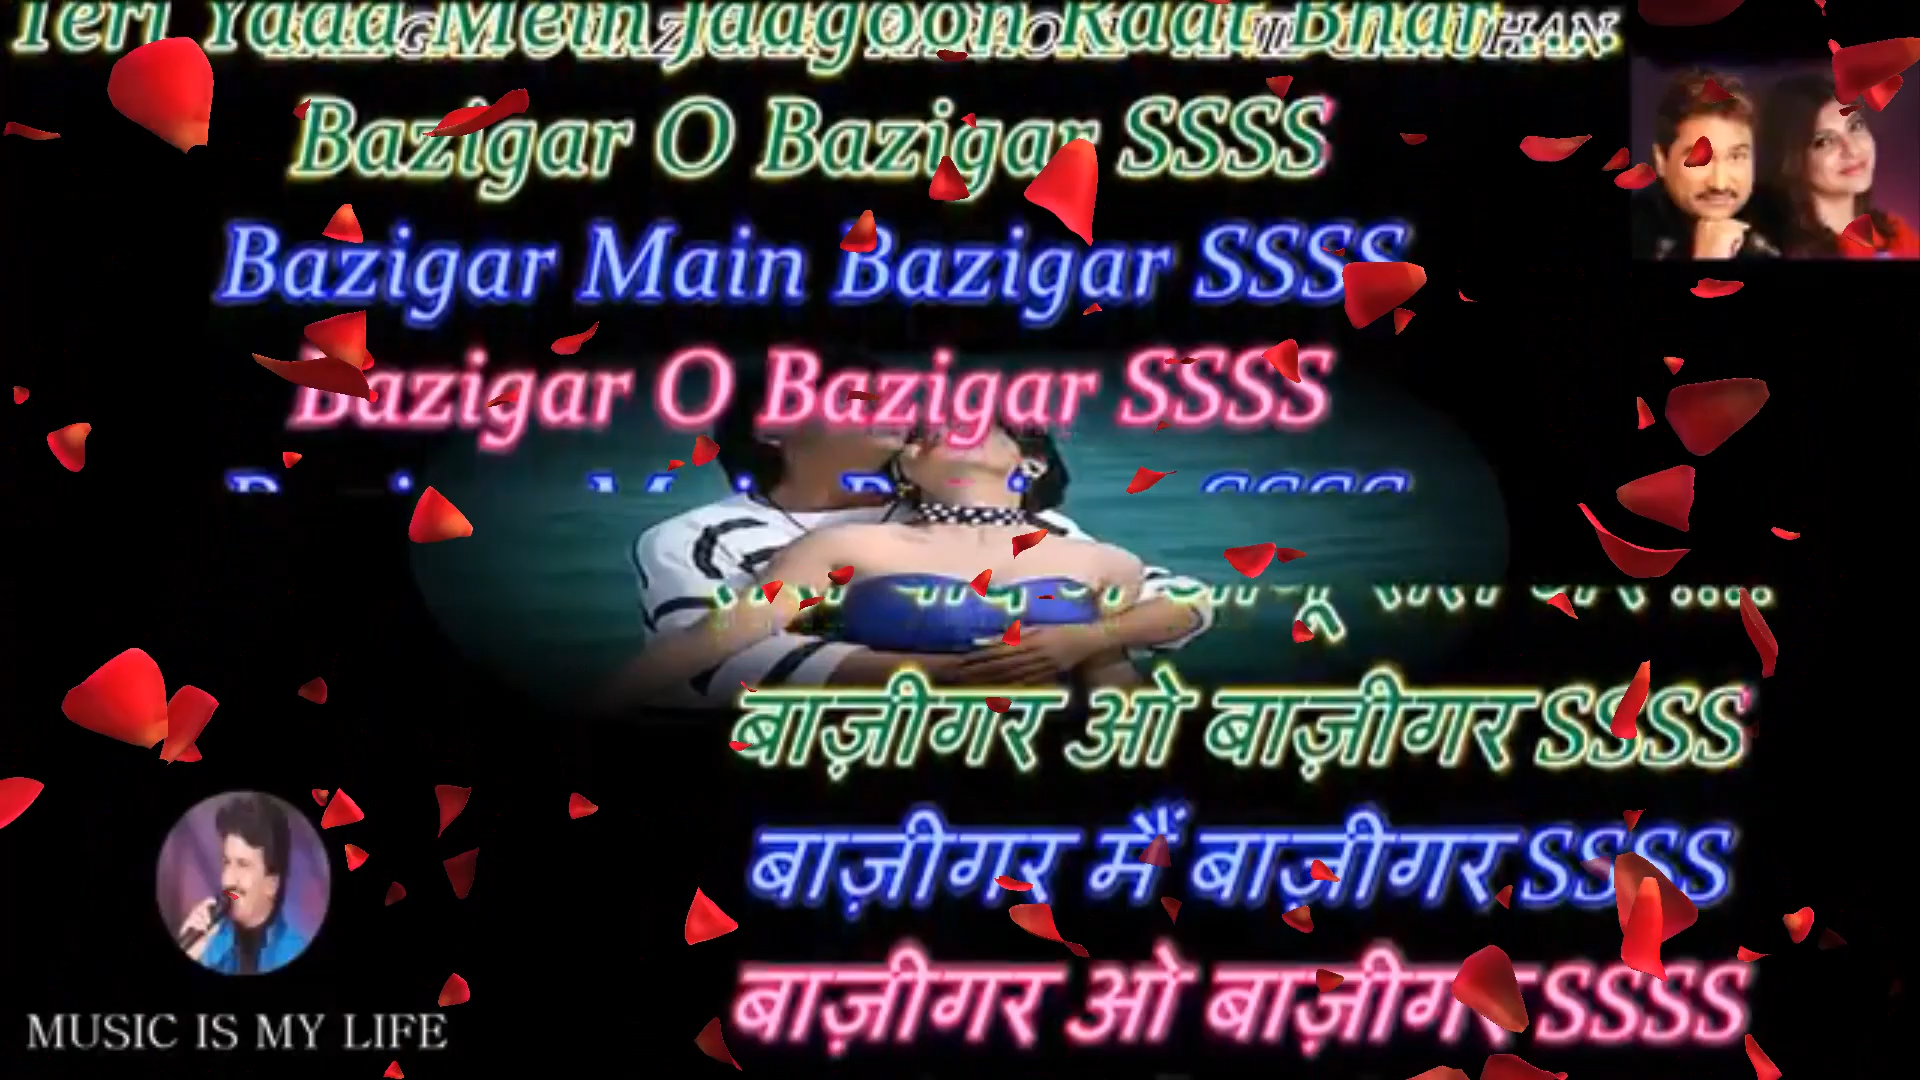 Teri Yaad Mein Jaagoon Raat Bhar....
Bazigar O Bazigar SSSS
Bazigar Main Bazigar SSSS
Bazigar O Bazigar SSSS
बाज़ीगर ओ बाज़ीगर SSSS
बाज़ीगर मैं बाज़ीगर SSSS
बाज़ीगर ओ बाज़ीगर SSSS
MUSIC IS MY LIFE